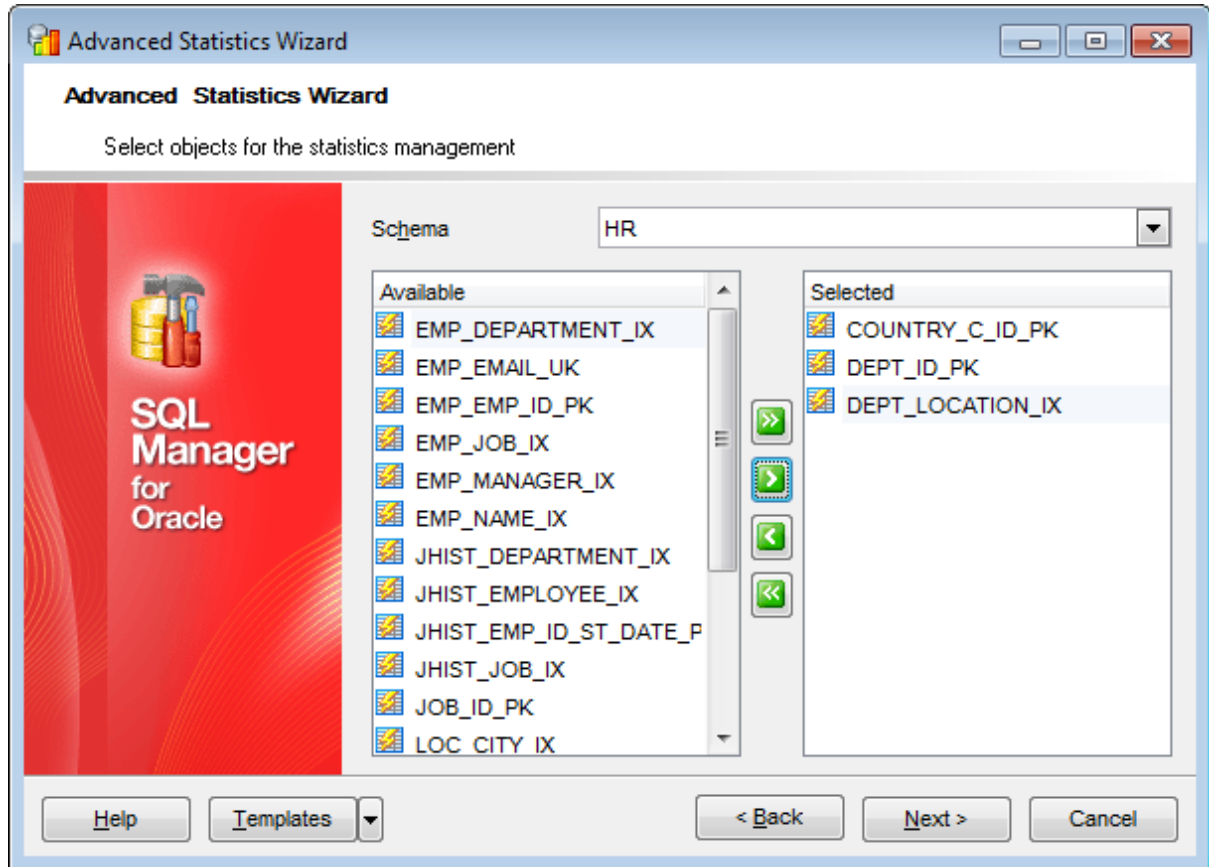 Advanced Statistics Wizard
Advanced Statistics Wizard
Select objects for the statistics management
SQL
Manager
for
Oracle
Schema
HR
Available
EMP_DEPARTMENT_IX
EMP_EMAIL_UK
EMP_EMP_ID_PK
EMP_JOB_IX
EMP_MANAGER_IX
EMP_NAME_IX
JHIST_DEPARTMENT_IX
JHIST_EMPLOYEE_IX
JHIST_EMP_ID_ST_DATE_P
JHIST_JOB_IX
JOB_ID_PK
LOC_CITY_IX
Selected
COUNTRY_C_ID_PK
DEPT_ID_PK
DEPT_LOCATION_IX
Help
Templates
< Back
Next >
Cancel